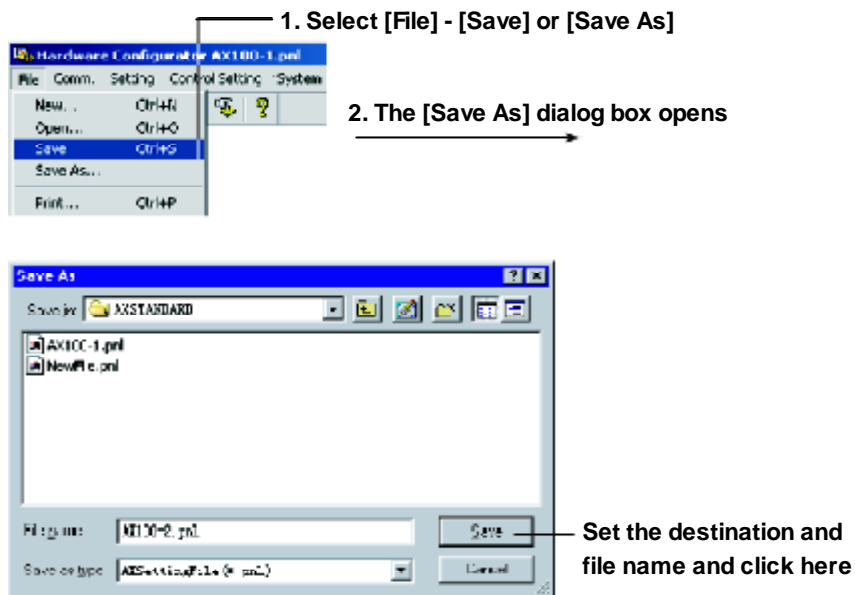 1. Select [File] - [Save] or [Save As]
Hardware Configurator AX100-1.pnl
File Comm. Setting Control Setting System
New... Ctrl+N
Open... Ctrl+O
2. The [Save As] dialog box opens
Save Ctrl+S
Save As...
Print... Ctrl+P
Save As
Save in: AXSTANDARD
AX100-1.pnl
NewFile.pnl
File name: AX100-2.pnl Save
Set the destination and
file name and click here
Save as type: AXSettingFile(*.pnl) Cancel